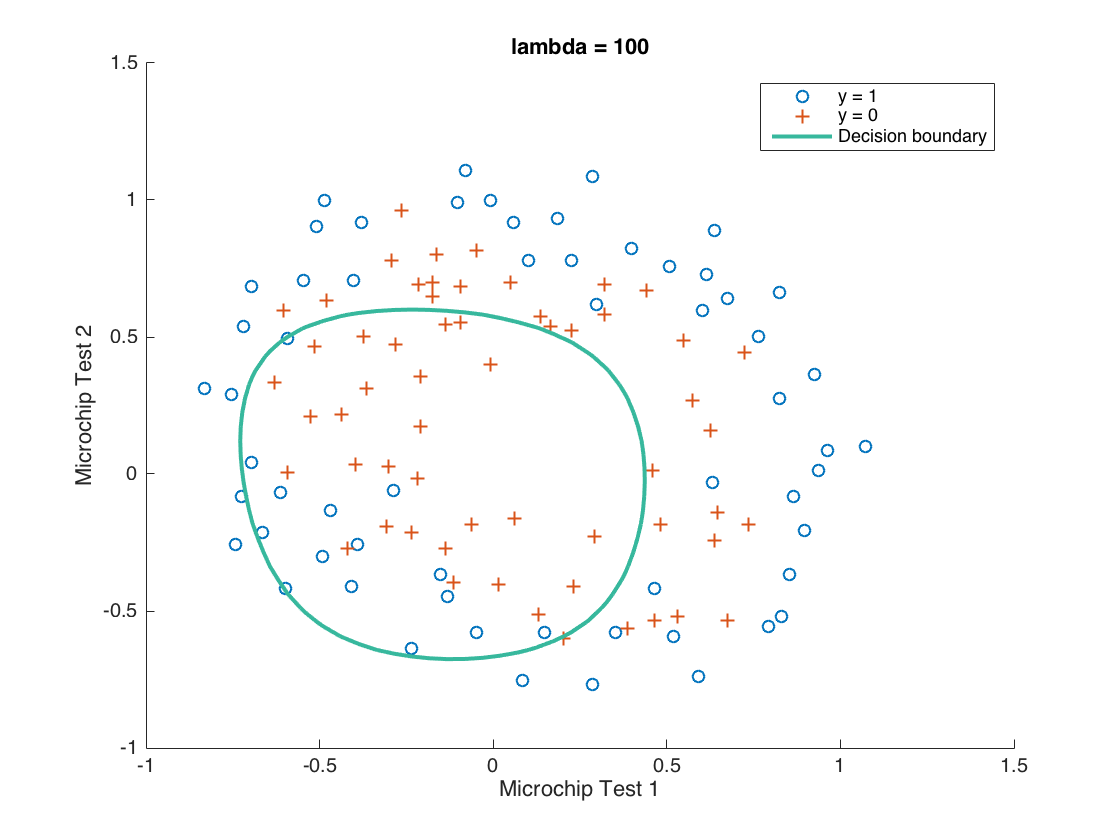 lambda = 100
y = 1
y = 0
Decision boundary
1.5
1
0.5
0
-0.5
-1
Microchip Test 2
-1
-0.5
0
0.5
1
1.5
Microchip Test 1